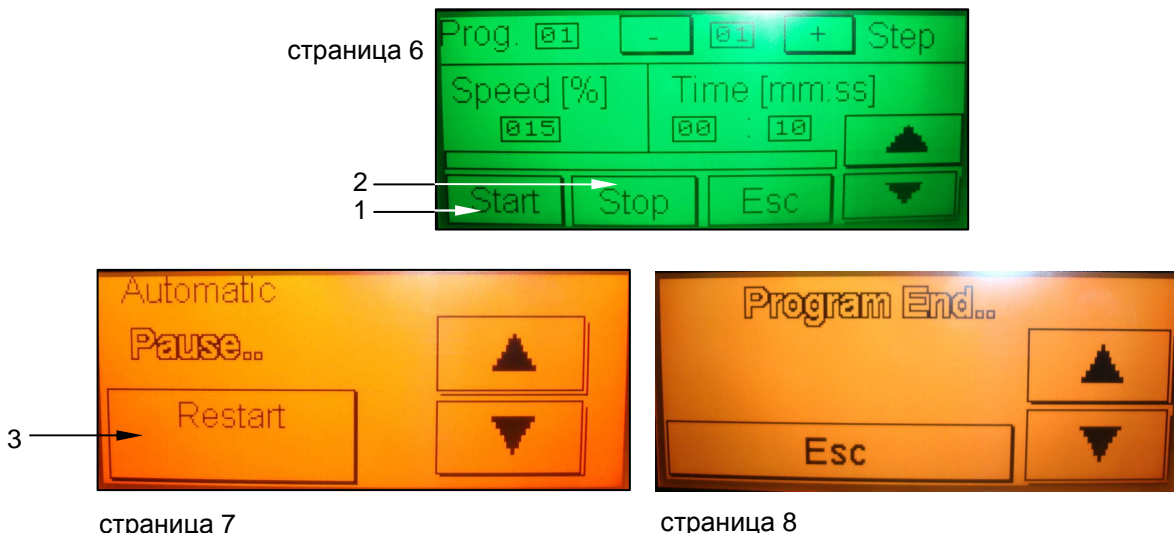 страница 6
Prog. 01 - 01 + Step
Speed [%] Time [mm:ss]
015 00 : 10
2
1
Start Stop Esc
Automatic
Pause..
Restart
3
страница 7
Program End..
Esc
страница 8